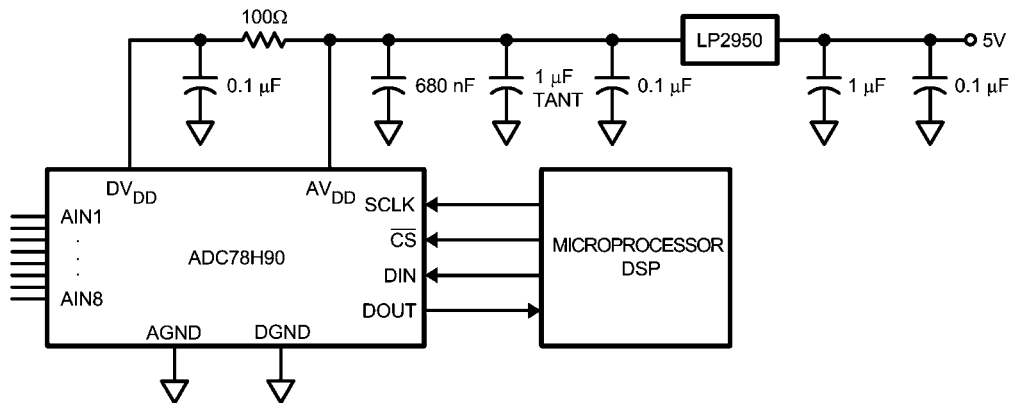 100Ω
LP2950
5V
0.1 µF
680 nF
1 µF
TANT
0.1 µF
1 µF
0.1 µF
DVDD
AVDD
AIN1
SCLK
CS
MICROPROCESSOR
DSP
ADC78H90
DIN
AIN8
DOUT
AGND
DGND